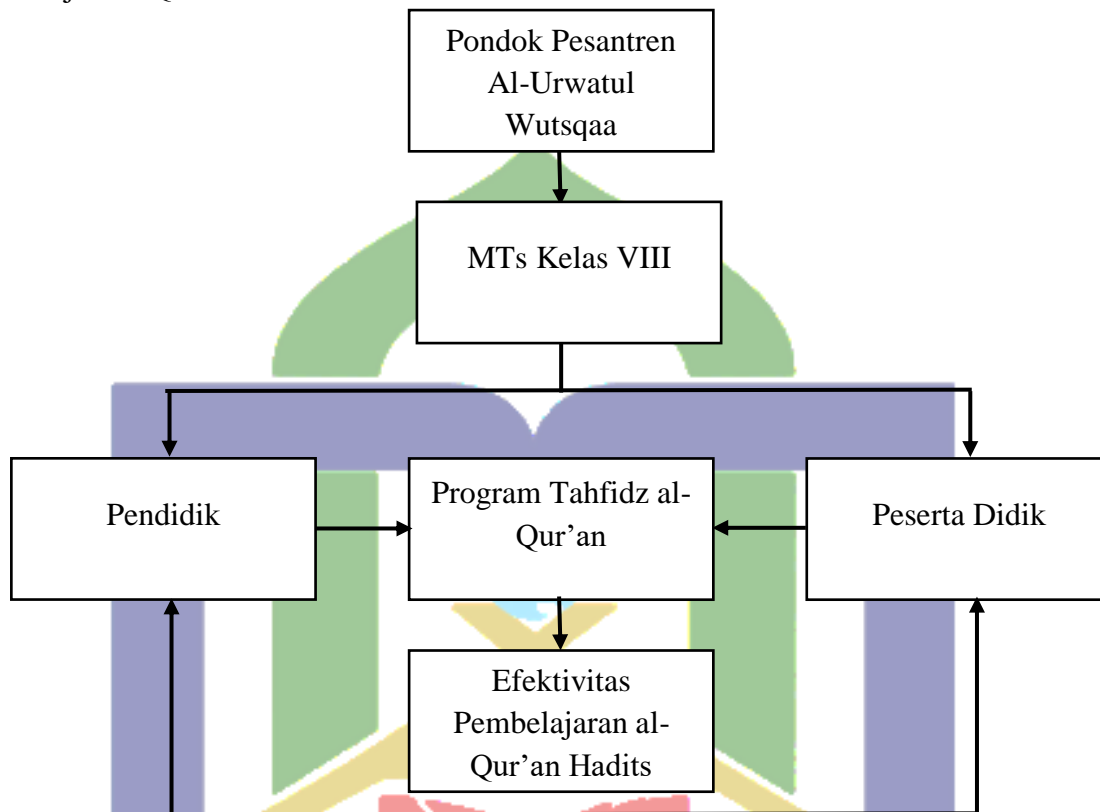 Pondok Pesantren
Al-Urwatul
Wutsqaa
MTs Kelas VIII
Pendidik
Program Tahfidz al-
Qur’an
Peserta Didik
Efektivitas
Pembelajaran al-
Qur’an Hadits